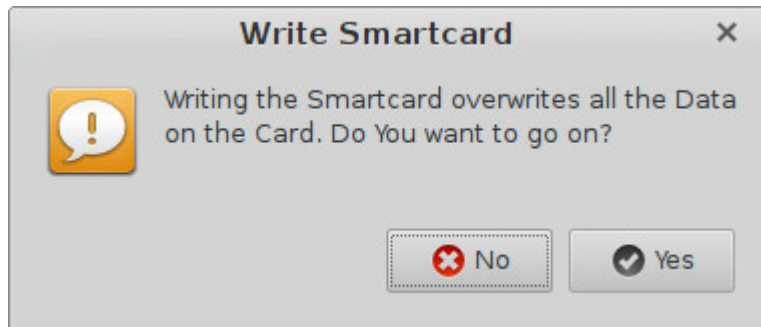 Write Smartcard
Writing the Smartcard overwrites all the Data
on the Card. Do You want to go on?
No
Yes